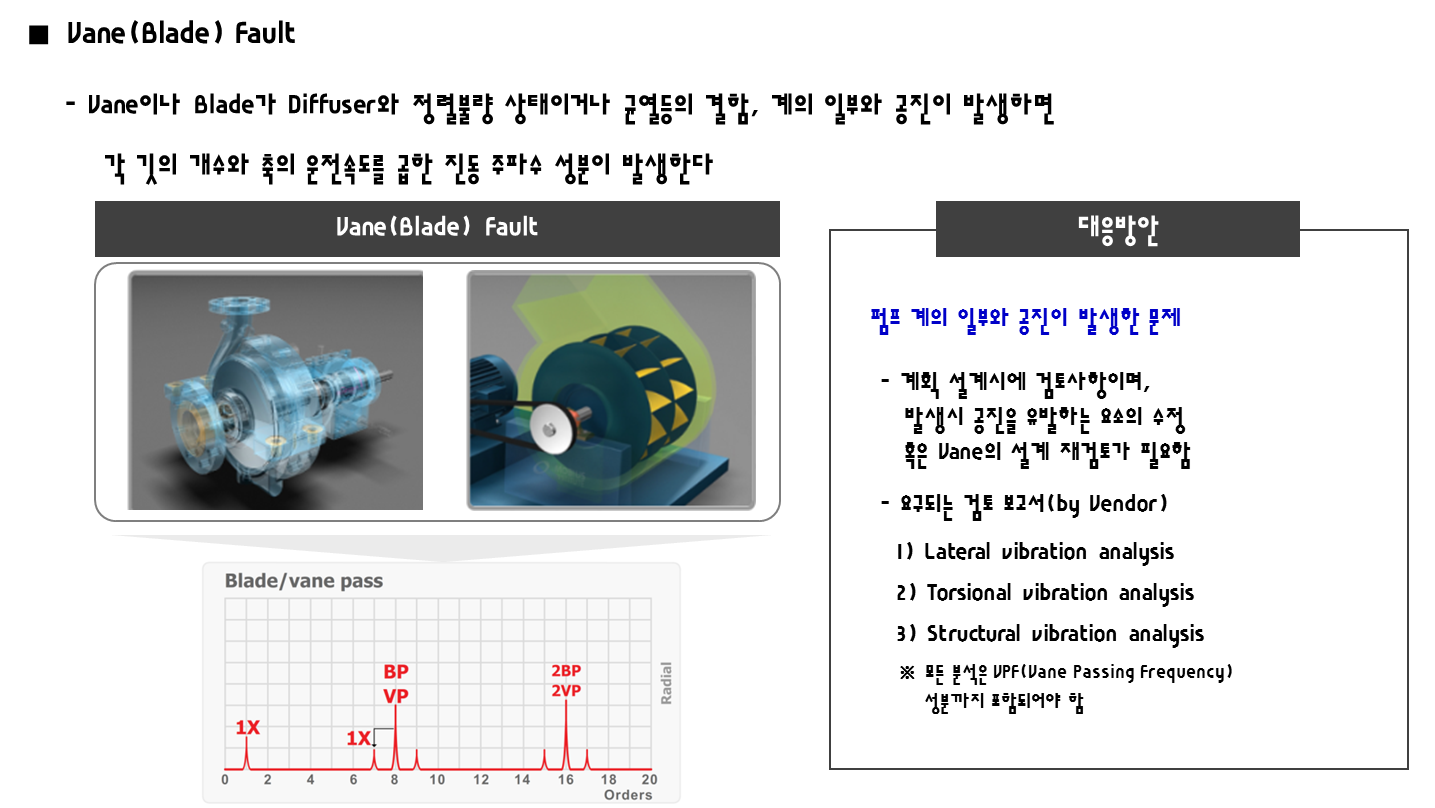 ■ Vane(Blade) Fault
- Vane이나 Blade가 Diffuser와 정렬불량 상태이거나 균열등의 결함, 계의 일부와 공진이 발생하면
각 깃의 개수와 축의 운전속도를 곱한 진동 주파수 성분이 발생한다
Vane(Blade) Fault
Blade/vane pass
BP
VP
2BP
2VP
1X
1X
Radial
0 2 4 6 8 10 12 14 16 18 20
Orders
대응방안
펌프 계의 일부와 공진이 발생한 문제
- 계획 설계시에 검토사항이며,
발생시 공진을 유발하는 요소의 수정
혹은 Vane의 설계 재검토가 필요함
- 요구되는 검토 보고서(by Vendor)
1) Lateral vibration analysis
2) Torsional vibration analysis
3) Structural vibration analysis
※ 모든 분석은 VPF(Vane Passing Frequency)
성분까지 포함되어야 함